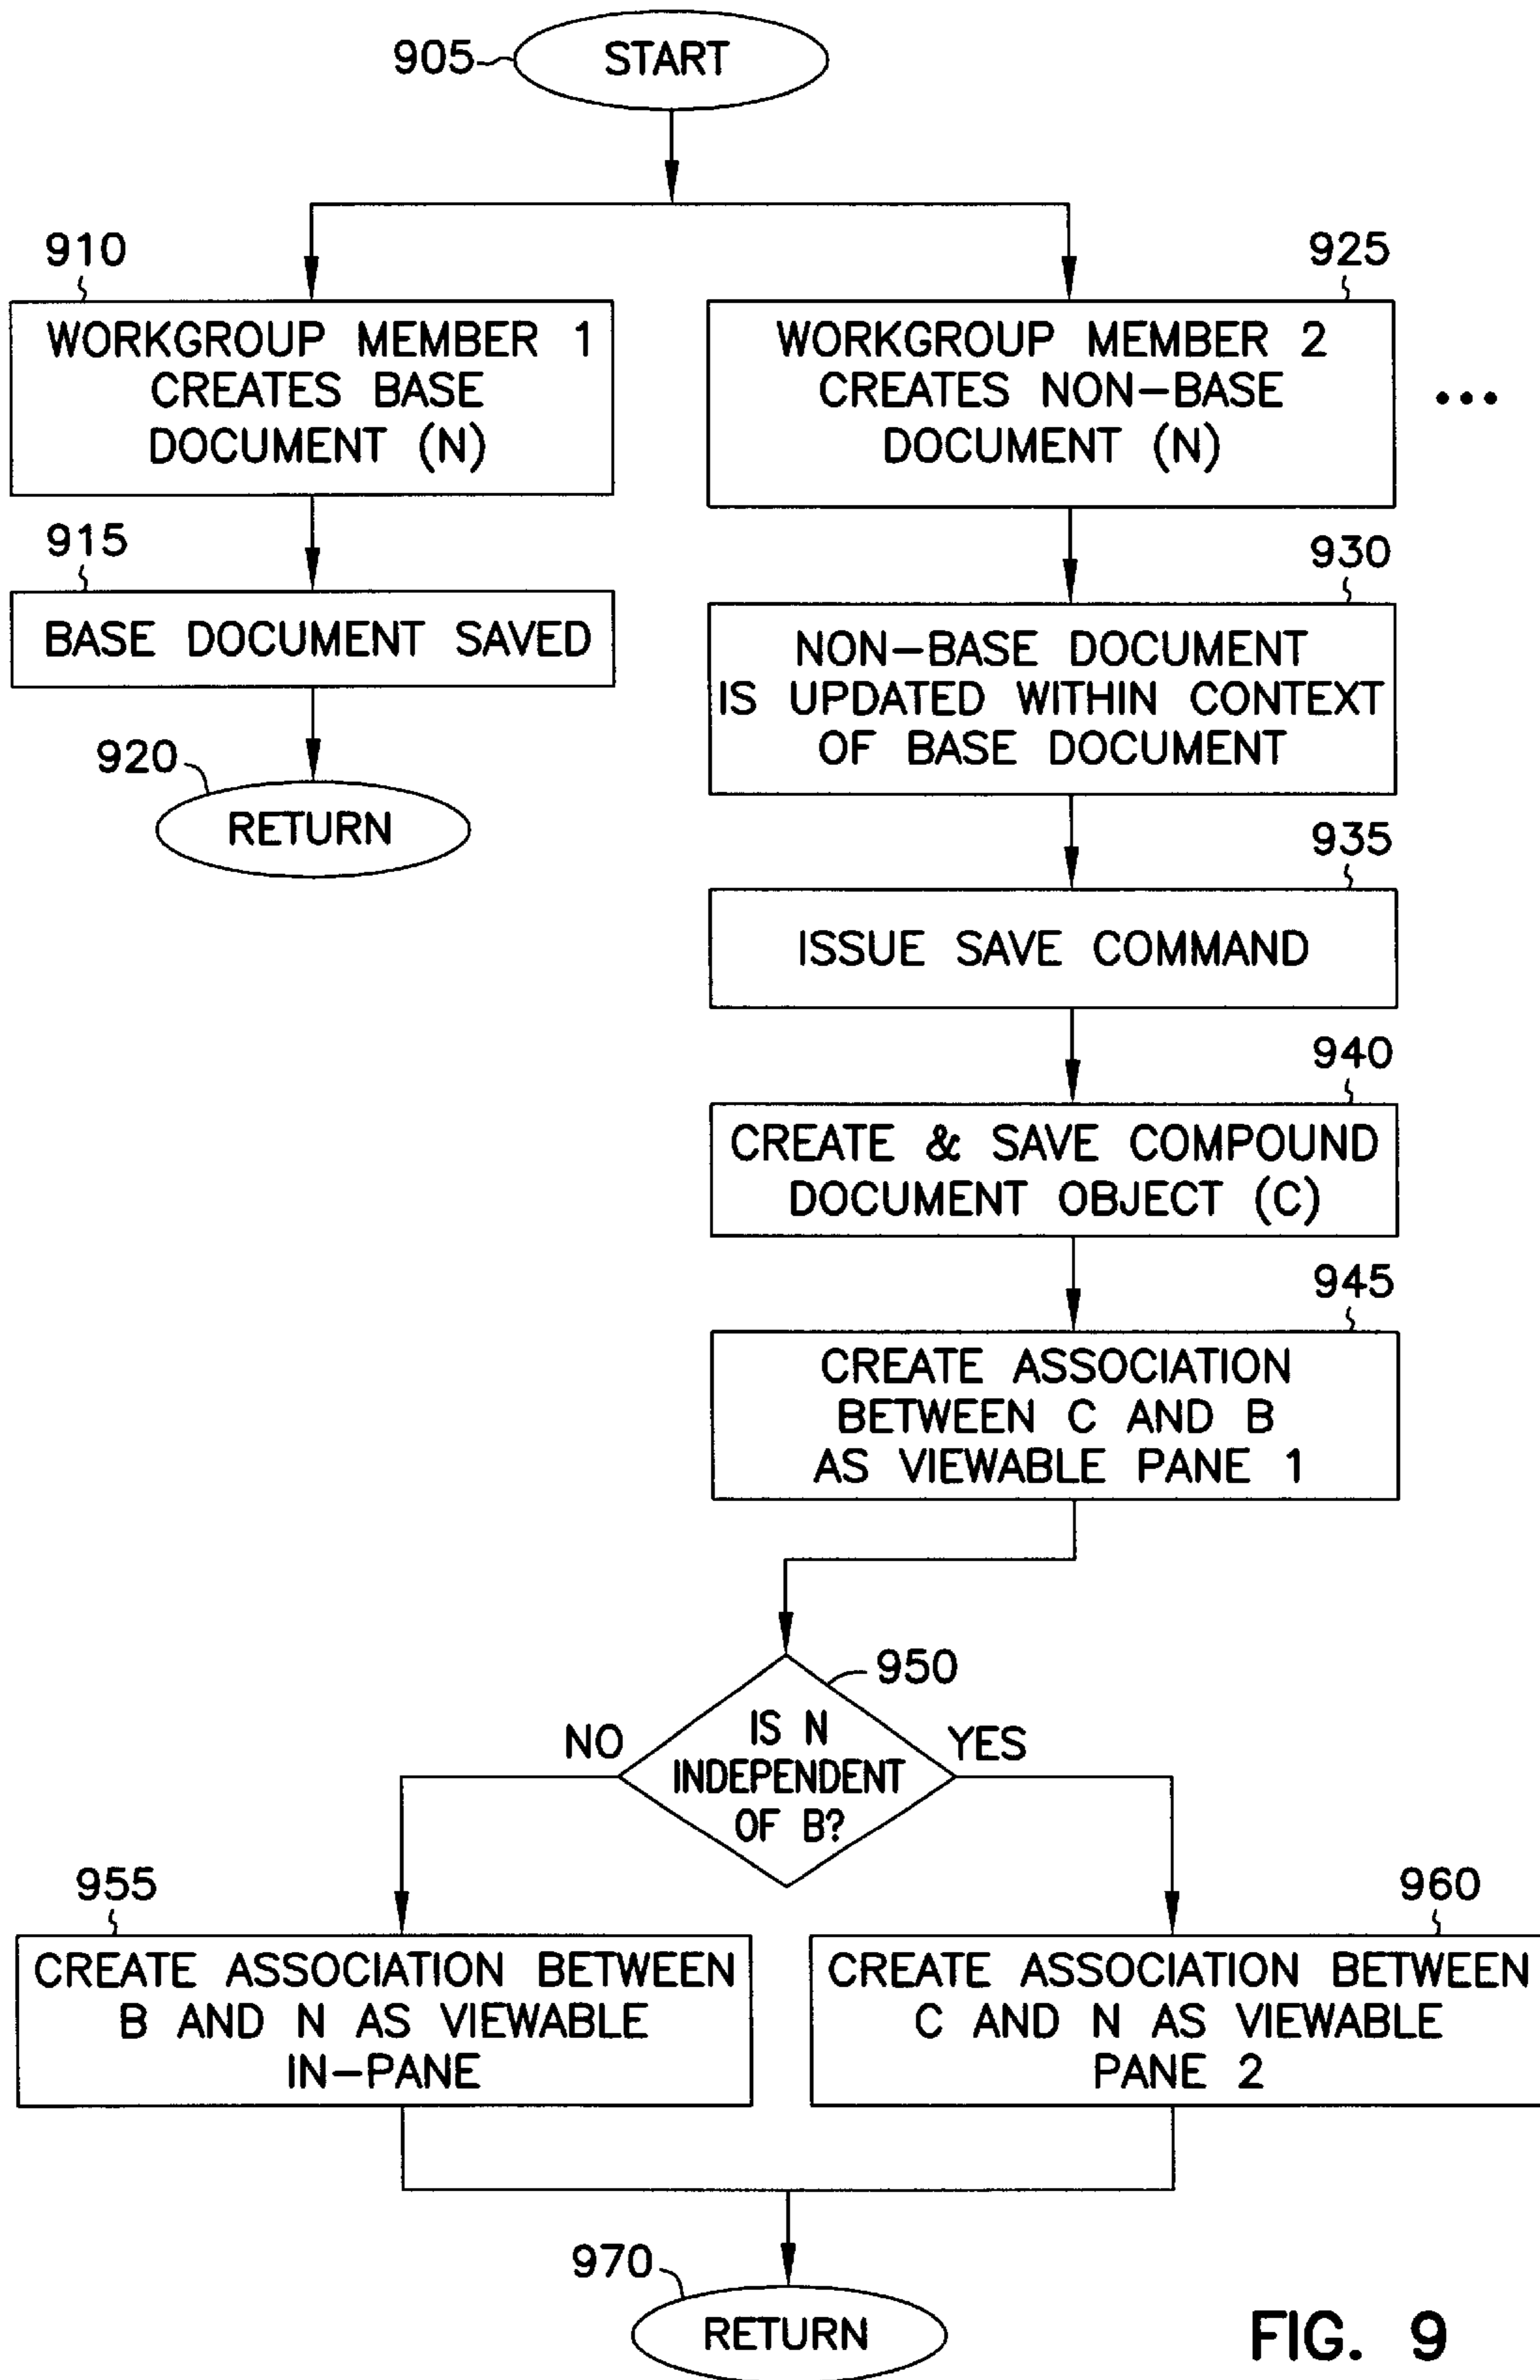 905
START
910
WORKGROUP MEMBER 1
CREATES BASE
DOCUMENT (N)
915
BASE DOCUMENT SAVED
920
RETURN
925
WORKGROUP MEMBER 2
CREATES NON-BASE
DOCUMENT (N)
...
930
NON-BASE DOCUMENT
IS UPDATED WITHIN CONTEXT
OF BASE DOCUMENT
935
ISSUE SAVE COMMAND
940
CREATE & SAVE COMPOUND
DOCUMENT OBJECT (C)
945
CREATE ASSOCIATION
BETWEEN C AND B
AS VIEWABLE PANE 1
950
IS N
INDEPENDENT
OF B?
NO
YES
955
CREATE ASSOCIATION BETWEEN
B AND N AS VIEWABLE
IN-PANE
960
CREATE ASSOCIATION BETWEEN
C AND N AS VIEWABLE
PANE 2
970
RETURN
FIG. 9